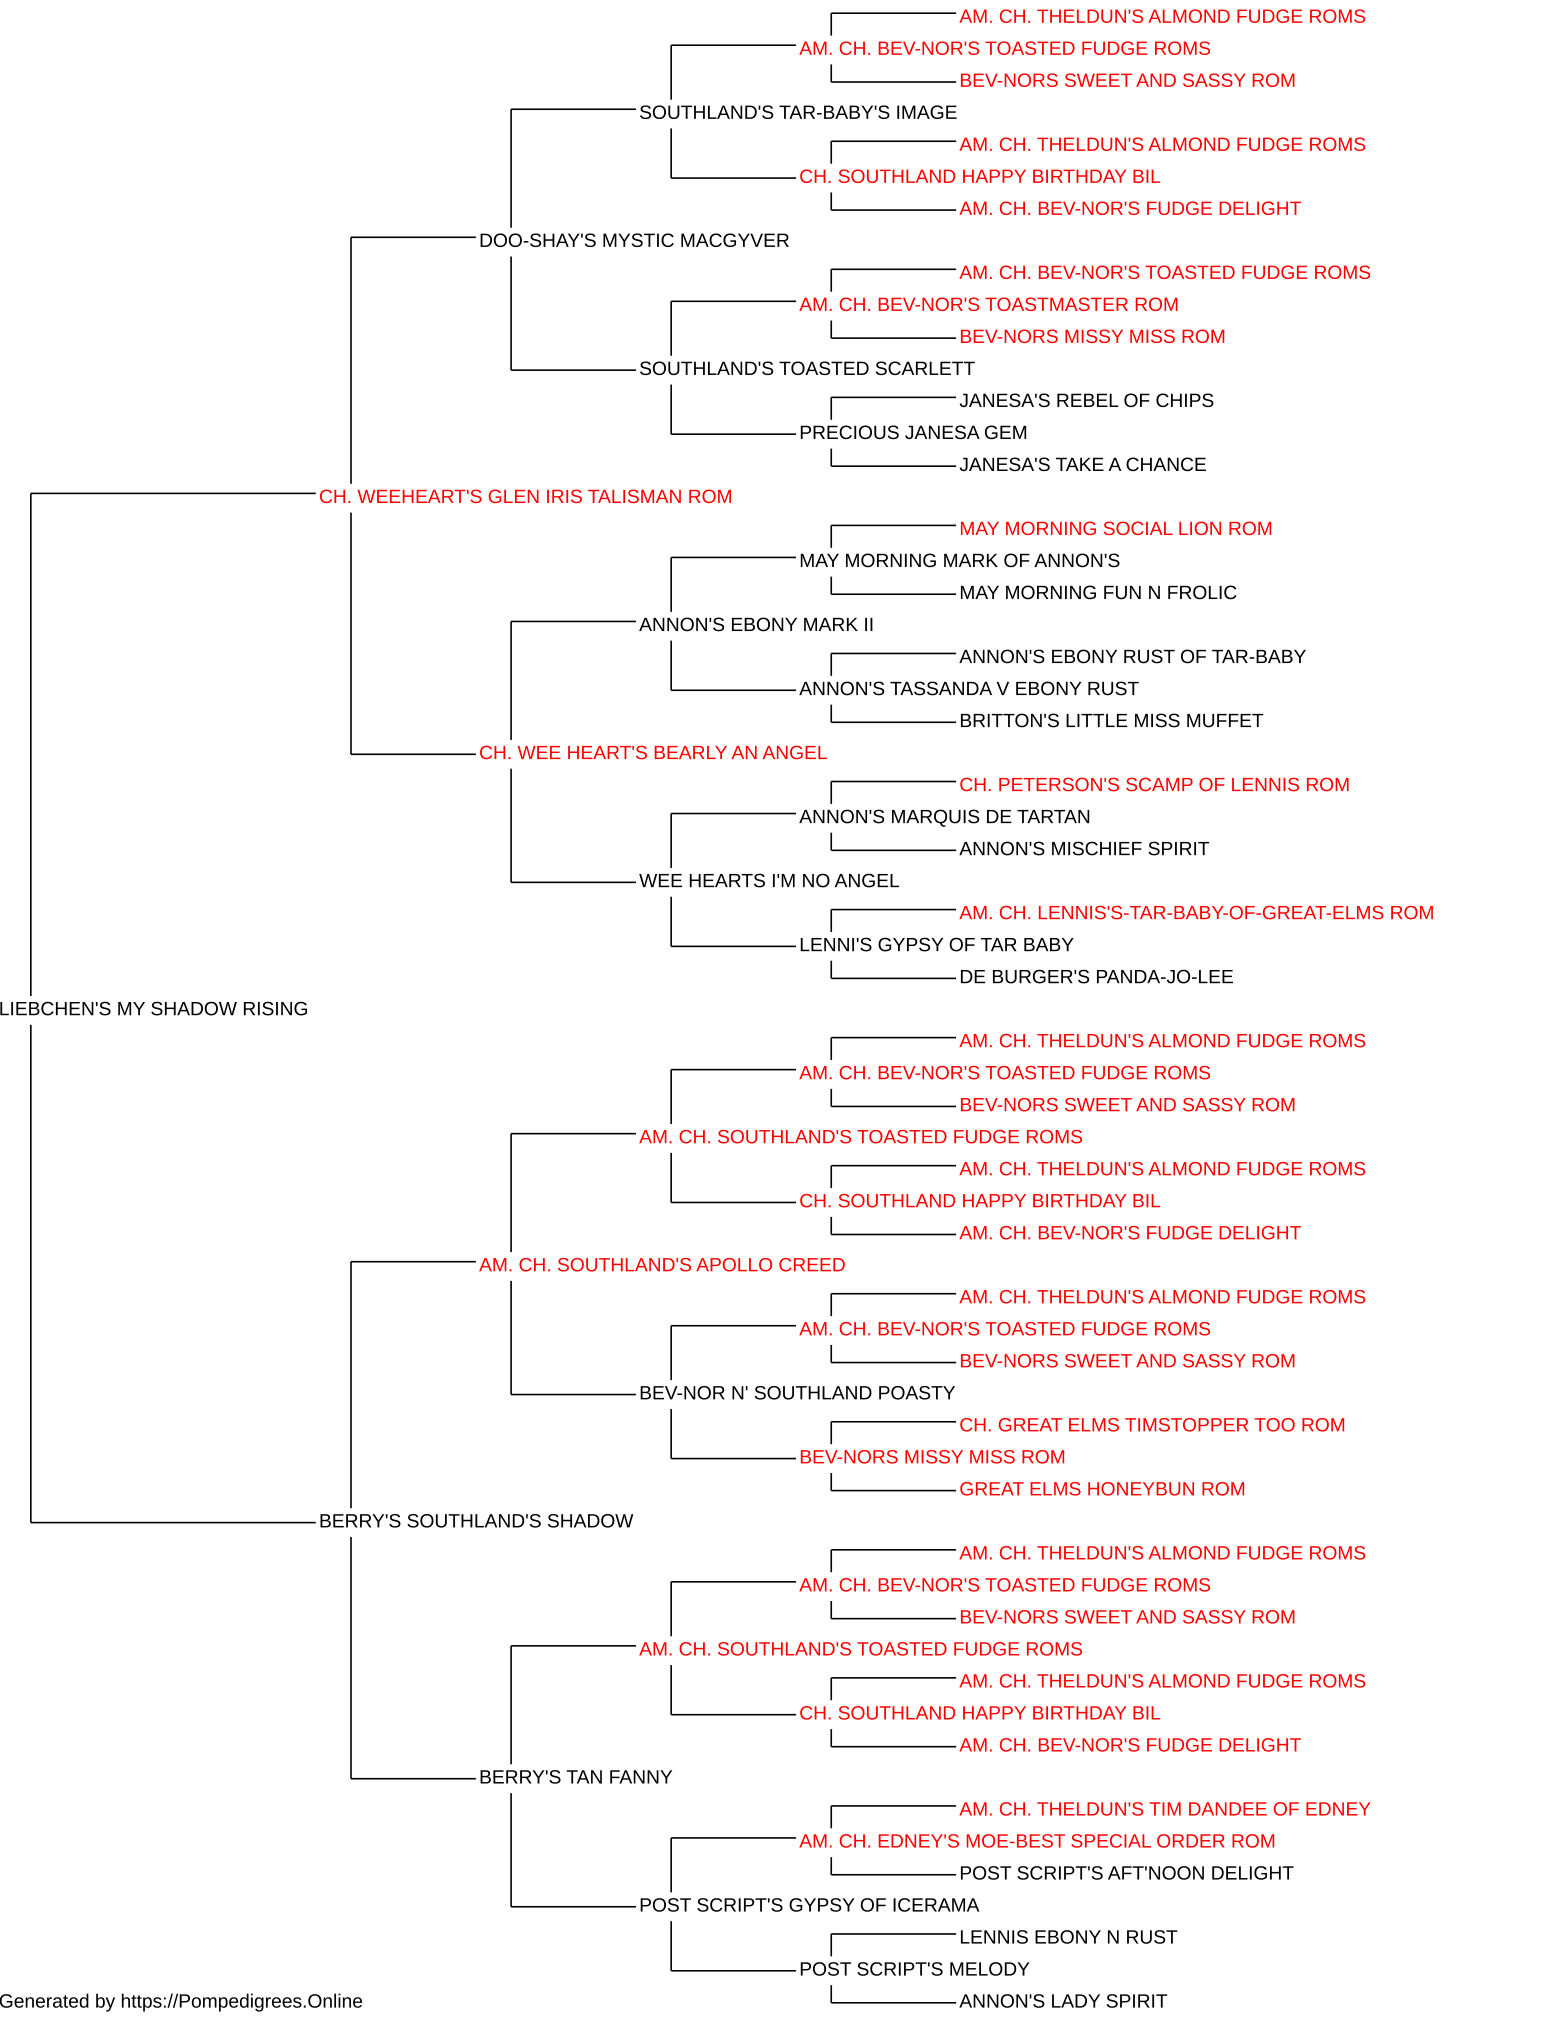 AM. CH. THELDUN'S ALMOND FUDGE ROMS
AM. CH. BEV-NOR'S TOASTED FUDGE ROMS
BEV-NORS SWEET AND SASSY ROM
SOUTHLAND'S TAR-BABY'S IMAGE
AM. CH. THELDUN'S ALMOND FUDGE ROMS
CH. SOUTHLAND HAPPY BIRTHDAY BIL
AM. CH. BEV-NOR'S FUDGE DELIGHT
DOO-SHAY'S MYSTIC MACGYVER
AM. CH. BEV-NOR'S TOASTED FUDGE ROMS
AM. CH. BEV-NOR'S TOASTMASTER ROM
BEV-NORS MISSY MISS ROM
SOUTHLAND'S TOASTED SCARLETT
JANESA'S REBEL OF CHIPS
PRECIOUS JANESA GEM
JANESA'S TAKE A CHANCE
CH. WEEHEART'S GLEN IRIS TALISMAN ROM
MAY MORNING SOCIAL LION ROM
MAY MORNING MARK OF ANNON'S
MAY MORNING FUN N FROLIC
ANNON'S EBONY MARK II
ANNON'S EBONY RUST OF TAR-BABY
ANNON'S TASSANDA V EBONY RUST
BRITTON'S LITTLE MISS MUFFET
CH. WEE HEART'S BEARLY AN ANGEL
CH. PETERSON'S SCAMP OF LENNIS ROM
ANNON'S MARQUIS DE TARTAN
ANNON'S MISCHIEF SPIRIT
WEE HEARTS I'M NO ANGEL
AM. CH. LENNIS'S-TAR-BABY-OF-GREAT-ELMS ROM
LENNI'S GYPSY OF TAR BABY
DE BURGER'S PANDA-JO-LEE
LIEBCHEN'S MY SHADOW RISING
AM. CH. THELDUN'S ALMOND FUDGE ROMS
AM. CH. BEV-NOR'S TOASTED FUDGE ROMS
BEV-NORS SWEET AND SASSY ROM
AM. CH. SOUTHLAND'S TOASTED FUDGE ROMS
AM. CH. THELDUN'S ALMOND FUDGE ROMS
CH. SOUTHLAND HAPPY BIRTHDAY BIL
AM. CH. BEV-NOR'S FUDGE DELIGHT
AM. CH. SOUTHLAND'S APOLLO CREED
AM. CH. THELDUN'S ALMOND FUDGE ROMS
AM. CH. BEV-NOR'S TOASTED FUDGE ROMS
BEV-NORS SWEET AND SASSY ROM
BEV-NOR N' SOUTHLAND POASTY
CH. GREAT ELMS TIMSTOPPER TOO ROM
BEV-NORS MISSY MISS ROM
GREAT ELMS HONEYBUN ROM
BERRY'S SOUTHLAND'S SHADOW
AM. CH. THELDUN'S ALMOND FUDGE ROMS
AM. CH. BEV-NOR'S TOASTED FUDGE ROMS
BEV-NORS SWEET AND SASSY ROM
AM. CH. SOUTHLAND'S TOASTED FUDGE ROMS
AM. CH. THELDUN'S ALMOND FUDGE ROMS
CH. SOUTHLAND HAPPY BIRTHDAY BIL
AM. CH. BEV-NOR'S FUDGE DELIGHT
BERRY'S TAN FANNY
AM. CH. THELDUN'S TIM DANDEE OF EDNEY
AM. CH. EDNEY'S MOE-BEST SPECIAL ORDER ROM
POST SCRIPT'S AFT'NOON DELIGHT
POST SCRIPT'S GYPSY OF ICERAMA
LENNIS EBONY N RUST
POST SCRIPT'S MELODY
ANNON'S LADY SPIRIT
Generated by https://Pompedigrees.Online